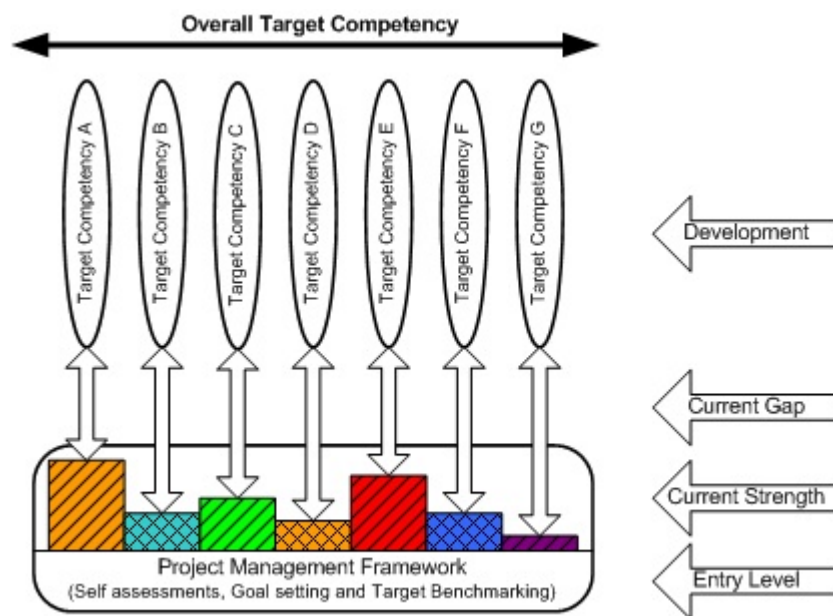 Overall Target Competency
Target Competency A
Target Competency B
Target Competency C
Target Competency D
Target Competency E
Target Competency F
Target Competency G
Development
Current Gap
Current Strength
Project Management Framework
(Self assessments, Goal setting and Target Benchmarking)
Entry Level